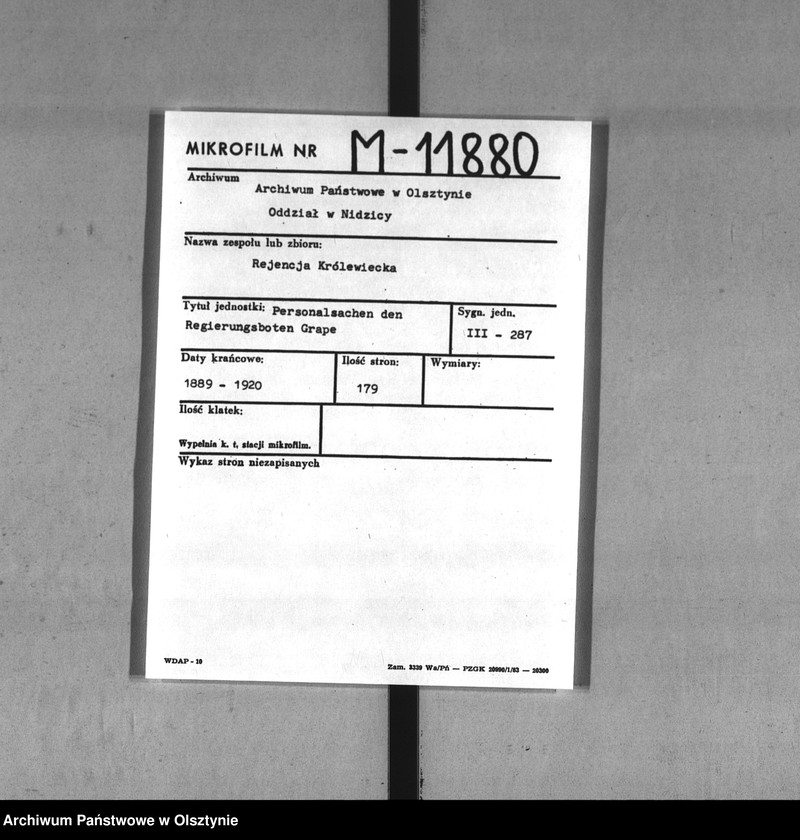 MIKROFILM NR M-11880
Archiwum
Archiwum Państwowe w Olsztynie
Oddział w Nidzicy
Nazwa zespołu lub zbioru:
Rejencja Królewiecka
Tytuł jednostki: Personalsachen den
Regierungsboten Grape
Sygn. jedn.
III - 287
Daty krańcowe:
1889 - 1920
Ilość stron:
179
Wymiary:
Ilość klatek:
Wypełnia k. t. stacji mikrofilm.
Wykaz stron niezapisanych
WDAP - 10
Zam. 3339 Wa/Pń — PZGK 20000/1/83 — 20300
Archiwum Państwowe w Olsztynie